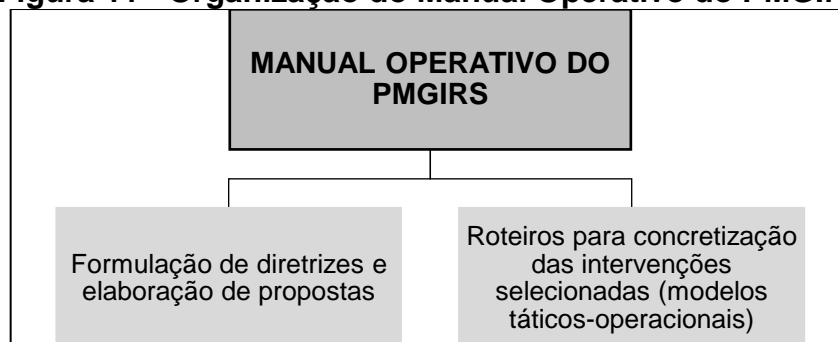 Organização do Manual Operativo do
MANUAL OPERATIVO DO
PMGIRS
Formulação de diretrizes e
elaboração de propostas
Roteiros para concretização
das intervenções
selecionadas (modelos
táticos-operacionais)